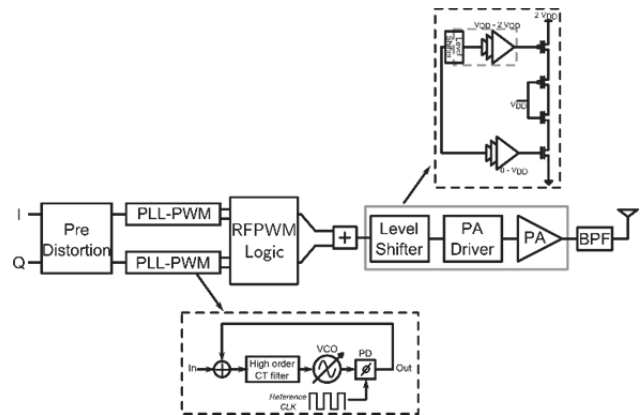 2 VDD
VDD - 2 VDD
Level
Shifter
VDD
0 - VDD
I
Q
Pre
Distortion
PLL-PWM
PLL-PWM
RFPWM
Logic
+
Level
Shifter
PA
Driver
PA
BPF
In
High order
CT filter
VCO
PD
Out
Reference
CLK